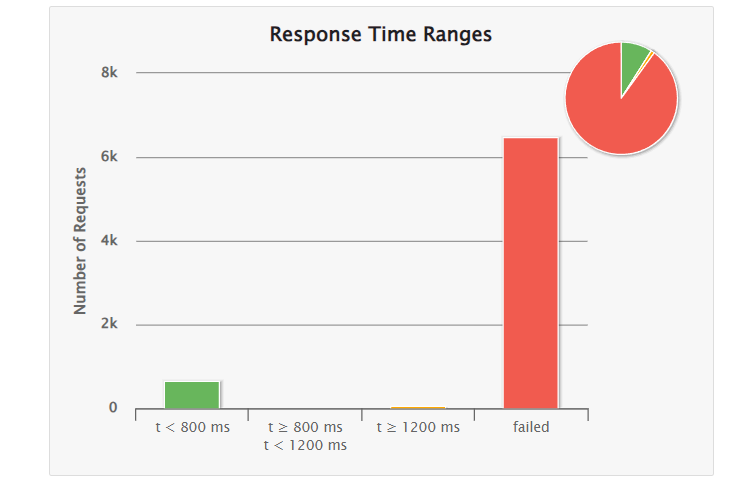 Response Time Ranges
8k
6k
4k
2k
0
Number of Requests
t < 800 ms
t ≥ 800 ms
t < 1200 ms
t ≥ 1200 ms
failed